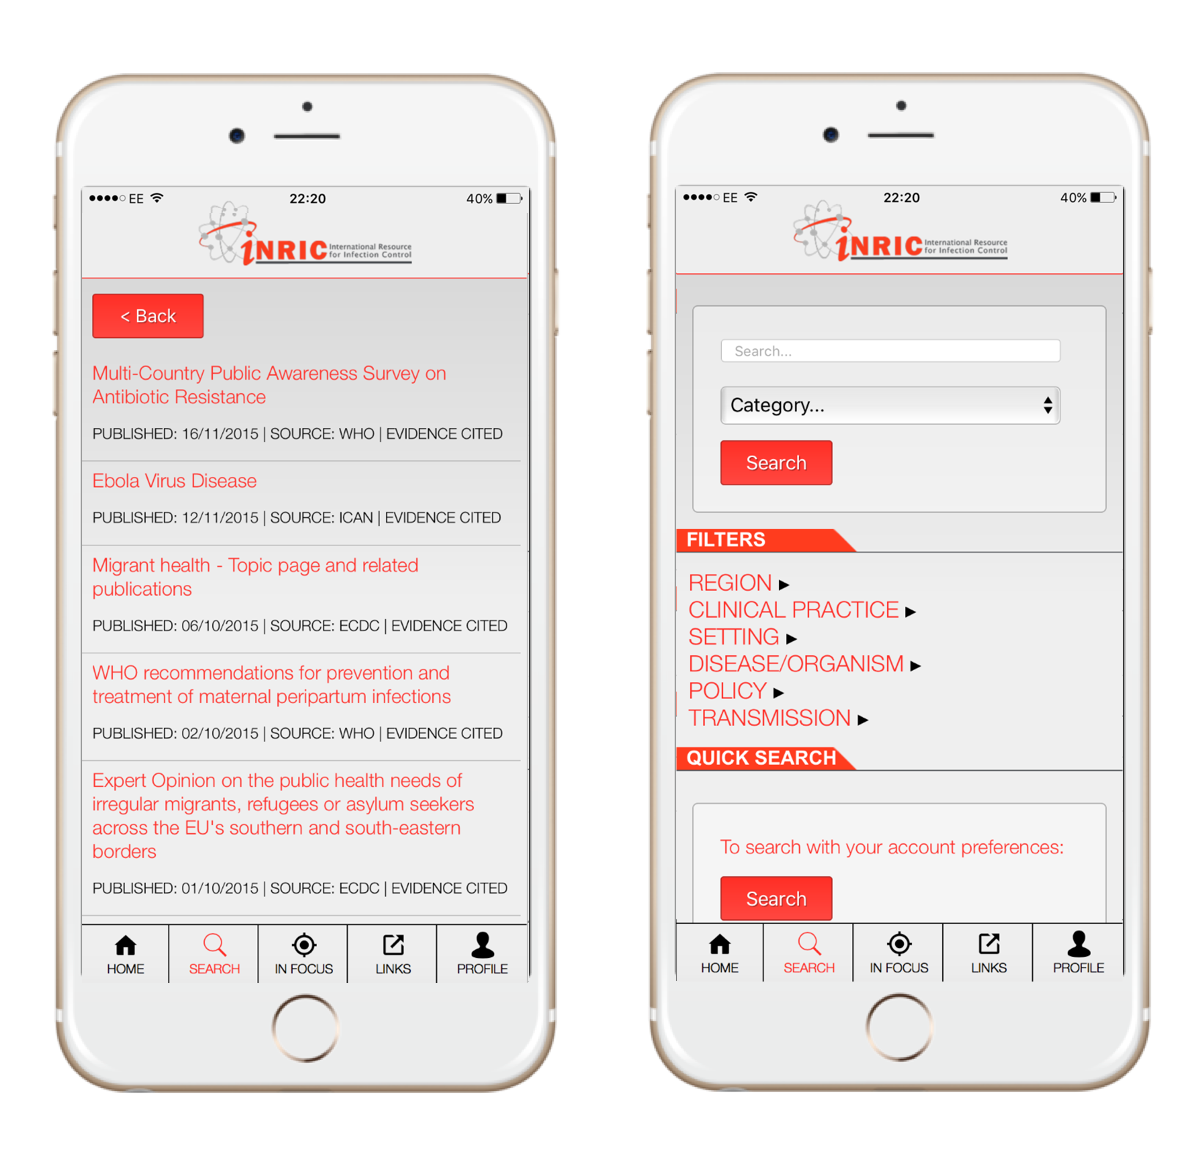 EE 22:20 40%
iNRIC International Resource
for Infection Control
< Back
Multi-Country Public Awareness Survey on
Antibiotic Resistance
PUBLISHED: 16/11/2015 | SOURCE: WHO | EVIDENCE CITED
Ebola Virus Disease
PUBLISHED: 12/11/2015 | SOURCE: ICAN | EVIDENCE CITED
Migrant health - Topic page and related
publications
PUBLISHED: 06/10/2015 | SOURCE: ECDC | EVIDENCE CITED
WHO recommendations for prevention and
treatment of maternal peripartum infections
PUBLISHED: 02/10/2015 | SOURCE: WHO | EVIDENCE CITED
Expert Opinion on the public health needs of
irregular migrants, refugees or asylum seekers
across the EU's southern and south-eastern
borders
PUBLISHED: 01/10/2015 | SOURCE: ECDC | EVIDENCE CITED
HOME SEARCH IN FOCUS LINKS PROFILE
EE 22:20 40%
iNRIC International Resource
for Infection Control
Search...
Category...
Search
FILTERS
REGION
CLINICAL PRACTICE
SETTING
DISEASE/ORGANISM
POLICY
TRANSMISSION
QUICK SEARCH
To search with your account preferences:
Search
HOME SEARCH IN FOCUS LINKS PROFILE